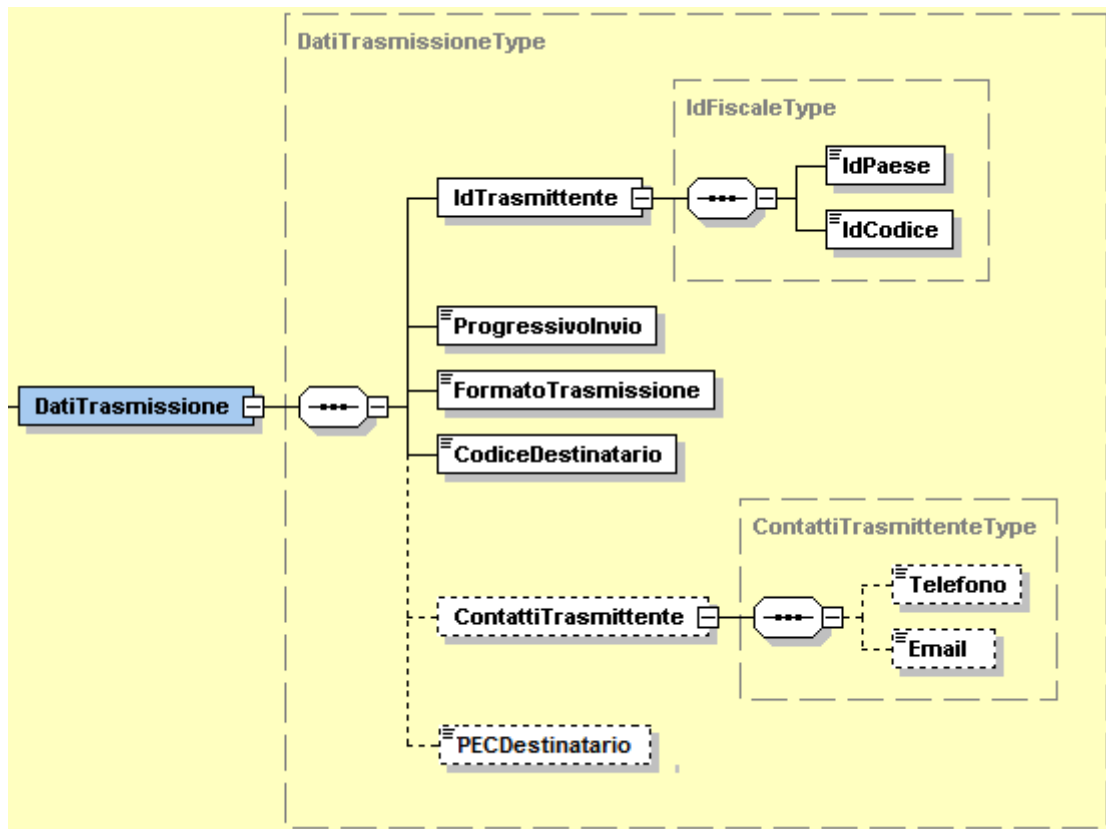 DatiTrasmissioneType
IdFiscaleType
IdPaese
IdTrasmittente
IdCodice
ProgressivoInvio
FormatoTrasmissione
DatiTrasmissione
CodiceDestinatario
ContattiTrasmittenteType
Telefono
ContattiTrasmittente
Email
PECDestinatario